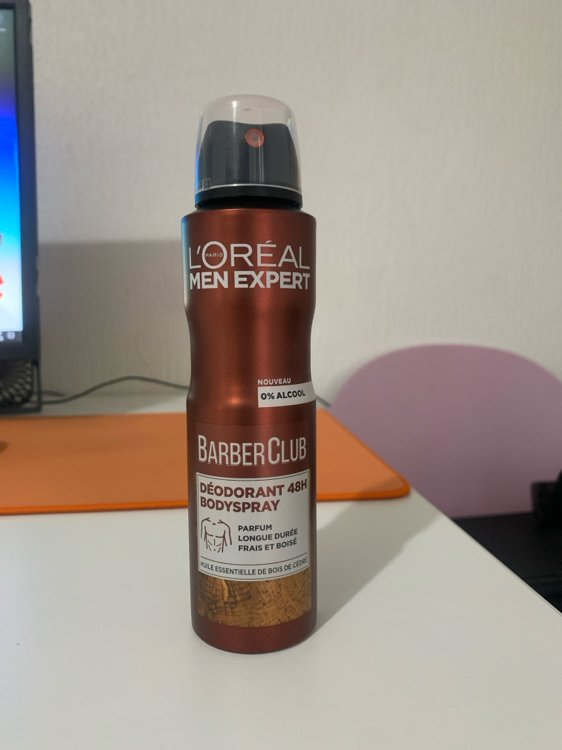 L'ORÉAL
PARIS
MEN EXPERT
NOUVEAU
0% ALCOOL
BARBERCLUB
DÉODORANT 48H
BODYSPRAY
PARFUM
LONGUE DURÉE
FRAIS ET BOISÉ
HUILE ESSENTIELLE DE BOIS DE CÈDRE